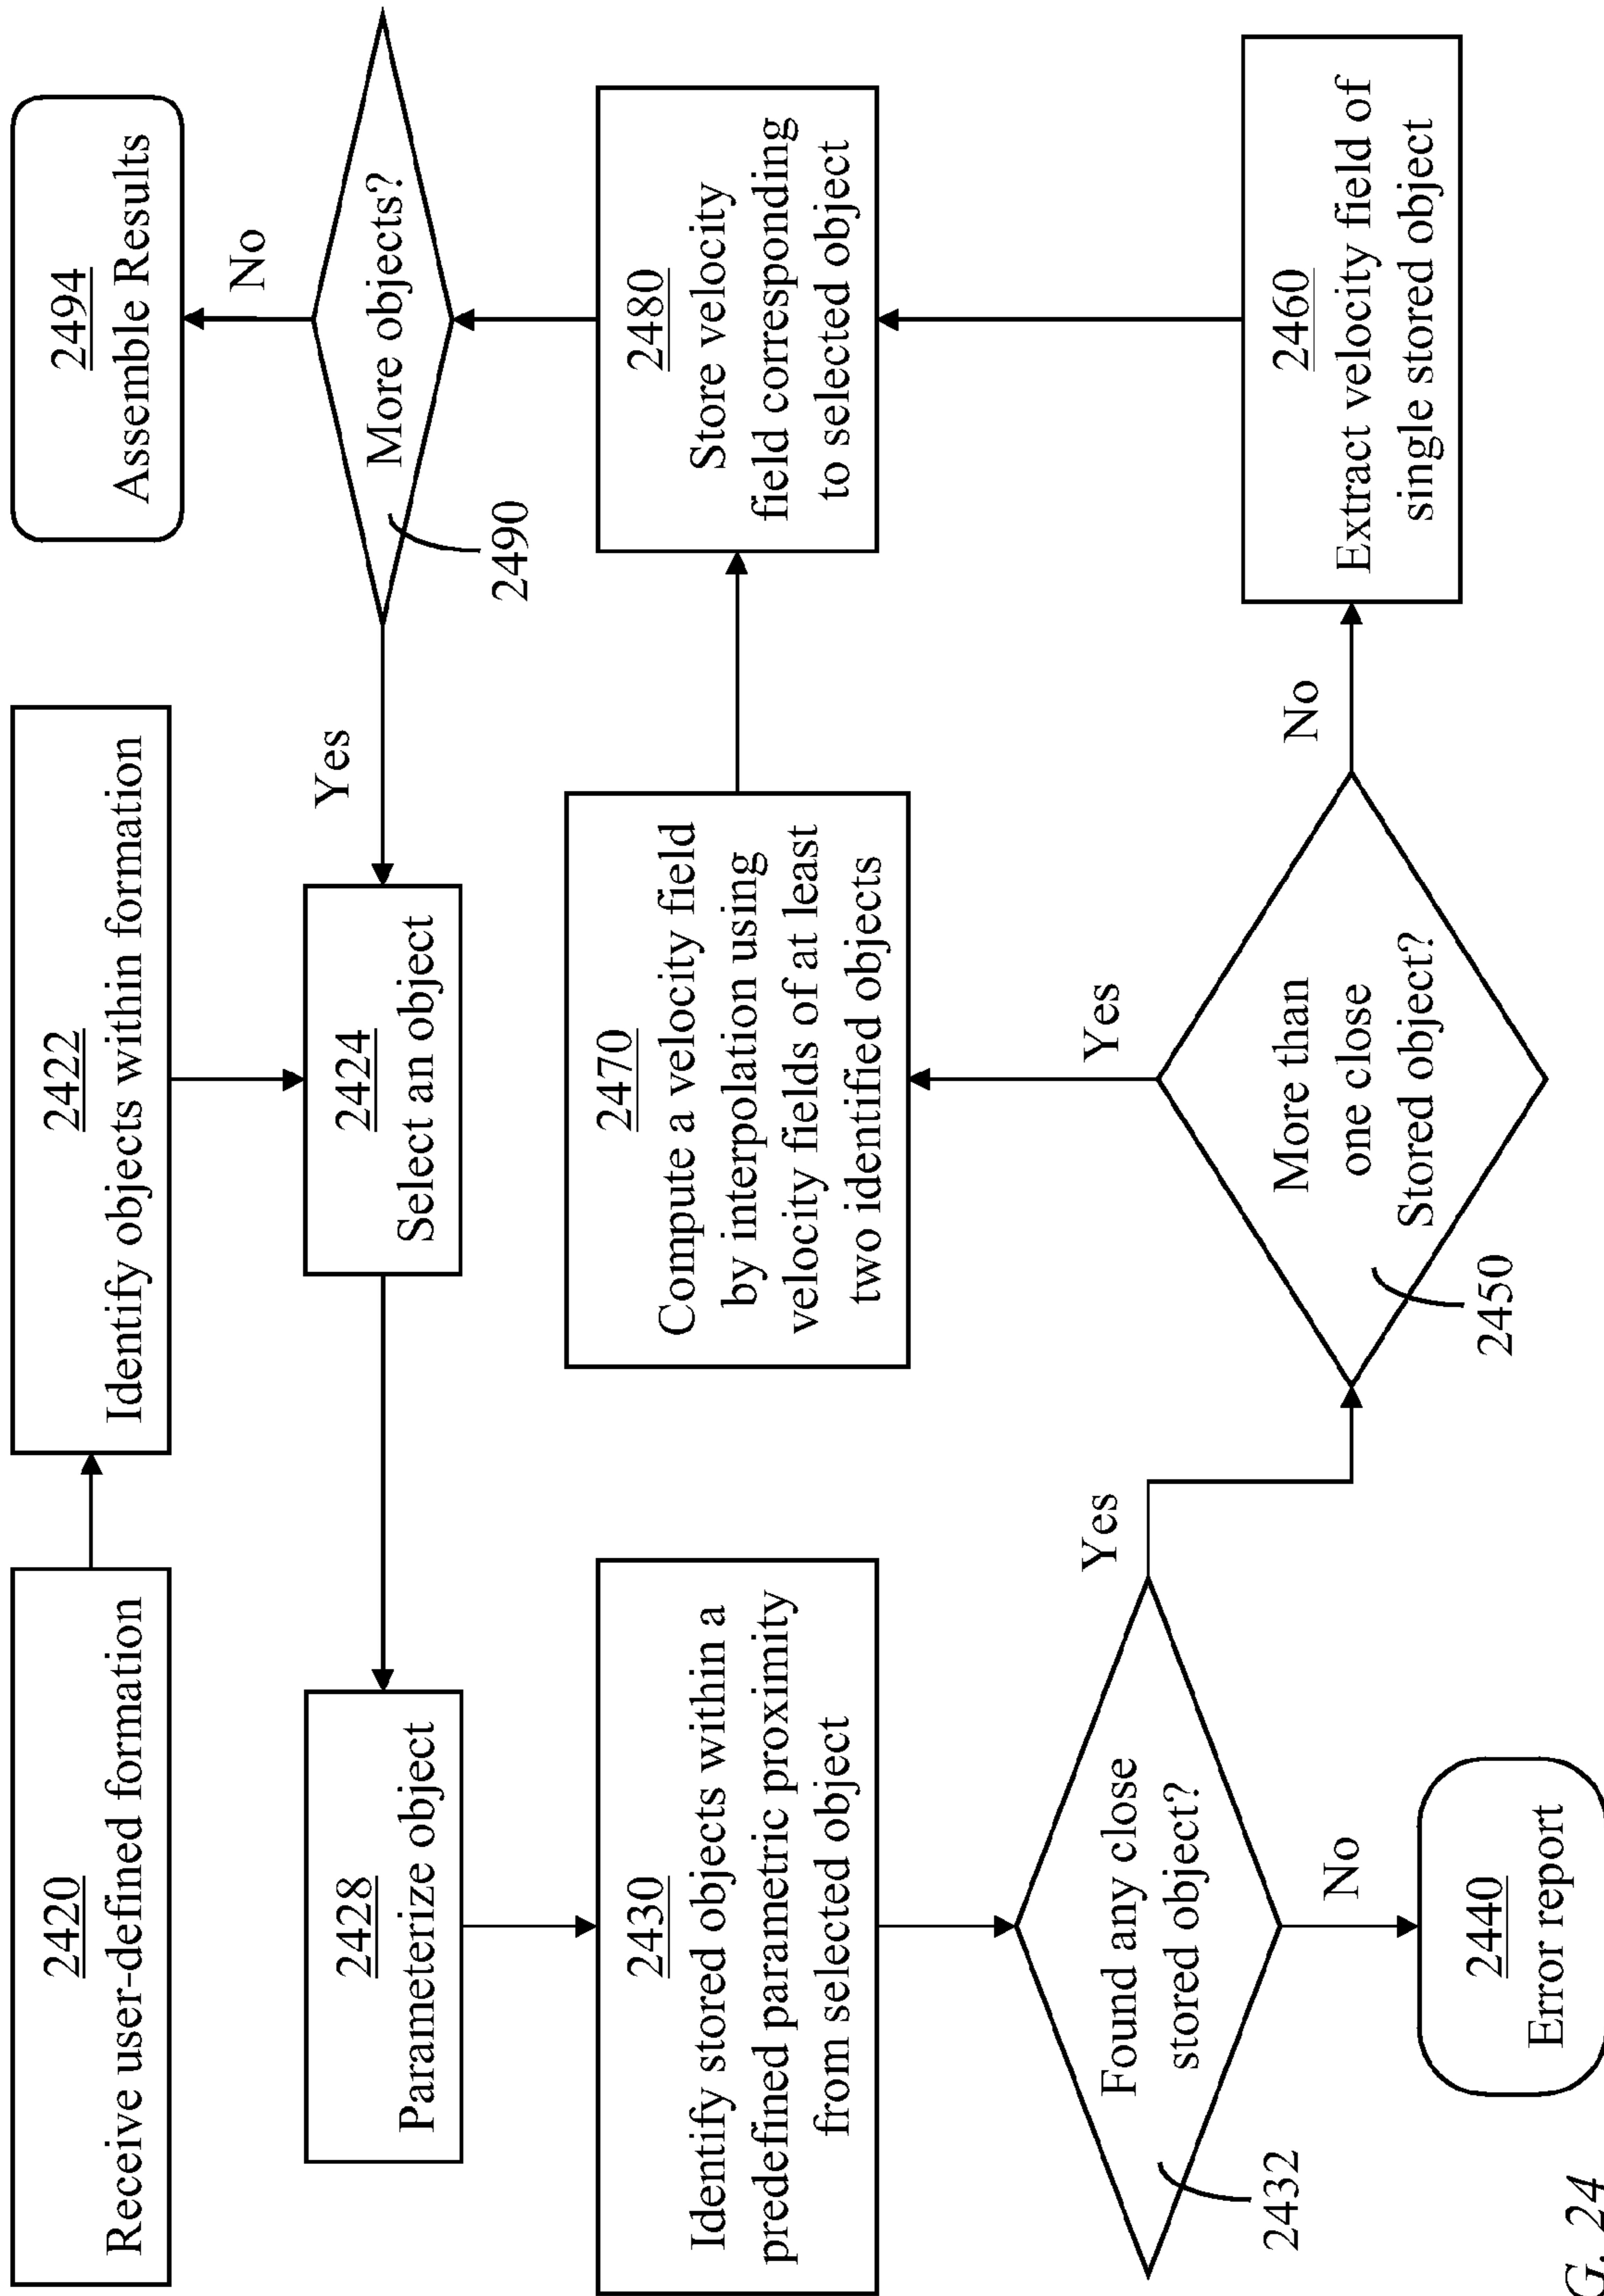 2420
Receive user-defined formation
2422
Identify objects within formation
2494
Assemble Results
No
2428
Parameterize object
2424
Select an object
Yes
More objects?
2490
2430
Identify stored objects within a
predefined parametric proximity
from selected object
2470
Compute a velocity field
by interpolation using
velocity fields of at least
two identified objects
2480
Store velocity
field corresponding
to selected object
Found any close
stored object?
2432
Yes
No
2440
Error report
Yes
More than
one close
Stored object?
2450
No
2460
Extract velocity field of
single stored object
G. 24